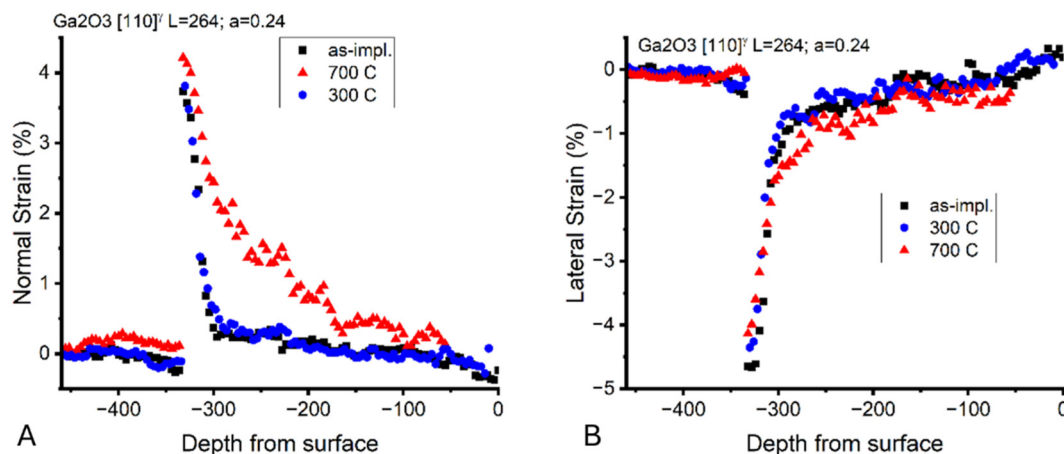 Ga2O3 [110]ᵞ L=264; a=0.24
as-impl.
700 C
300 C
4
3
2
1
0
Normal Strain (%)
−400 −300 −200 −100 0
Depth from surface
A
Ga2O3 [110]ᵞ L=264; a=0.24
0
−1
−2
−3
−4
−5
Lateral Strain (%)
as-impl.
300 C
700 C
−400 −300 −200 −100 0
Depth from surface
B